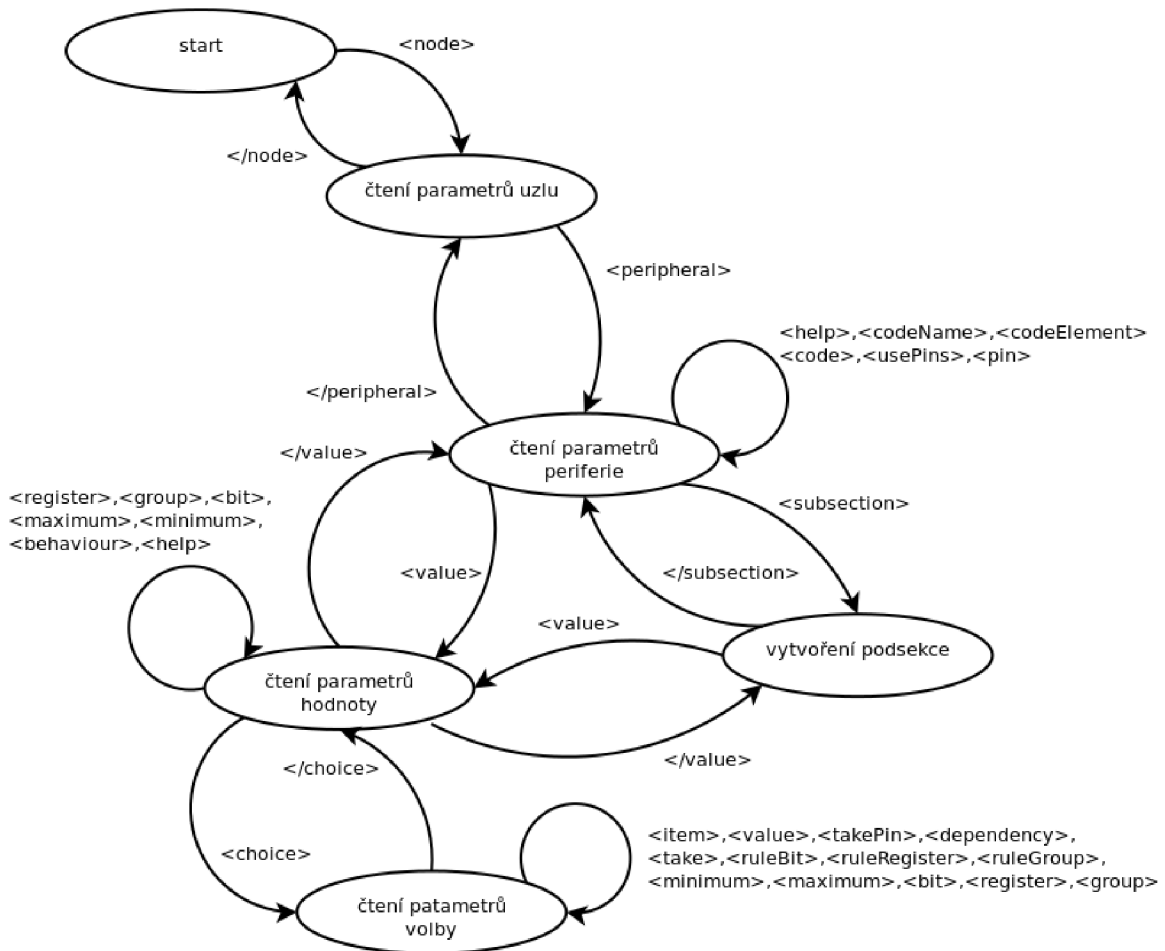 start
<node>
</node>
čtení parametrů uzlu
<peripheral>
<help>,<codeName>,<codeElement>
<code>,<usePins>,<pin>
</peripheral>
čtení parametrů
periferie
</value>
<register>,<group>,<bit>,
<maximum>,<minimum>,
<behaviour>,<help>
<subsection>
<value>
</subsection>
<value>
vytvoření podsekce
čtení parametrů
hodnoty
</value>
</choice>
<choice>
<item>,<value>,<takePin>,<dependency>,
<take>,<ruleBit>,<ruleRegister>,<ruleGroup>,
<minimum>,<maximum>,<bit>,<register>,<group>
čtení patametrů
volby